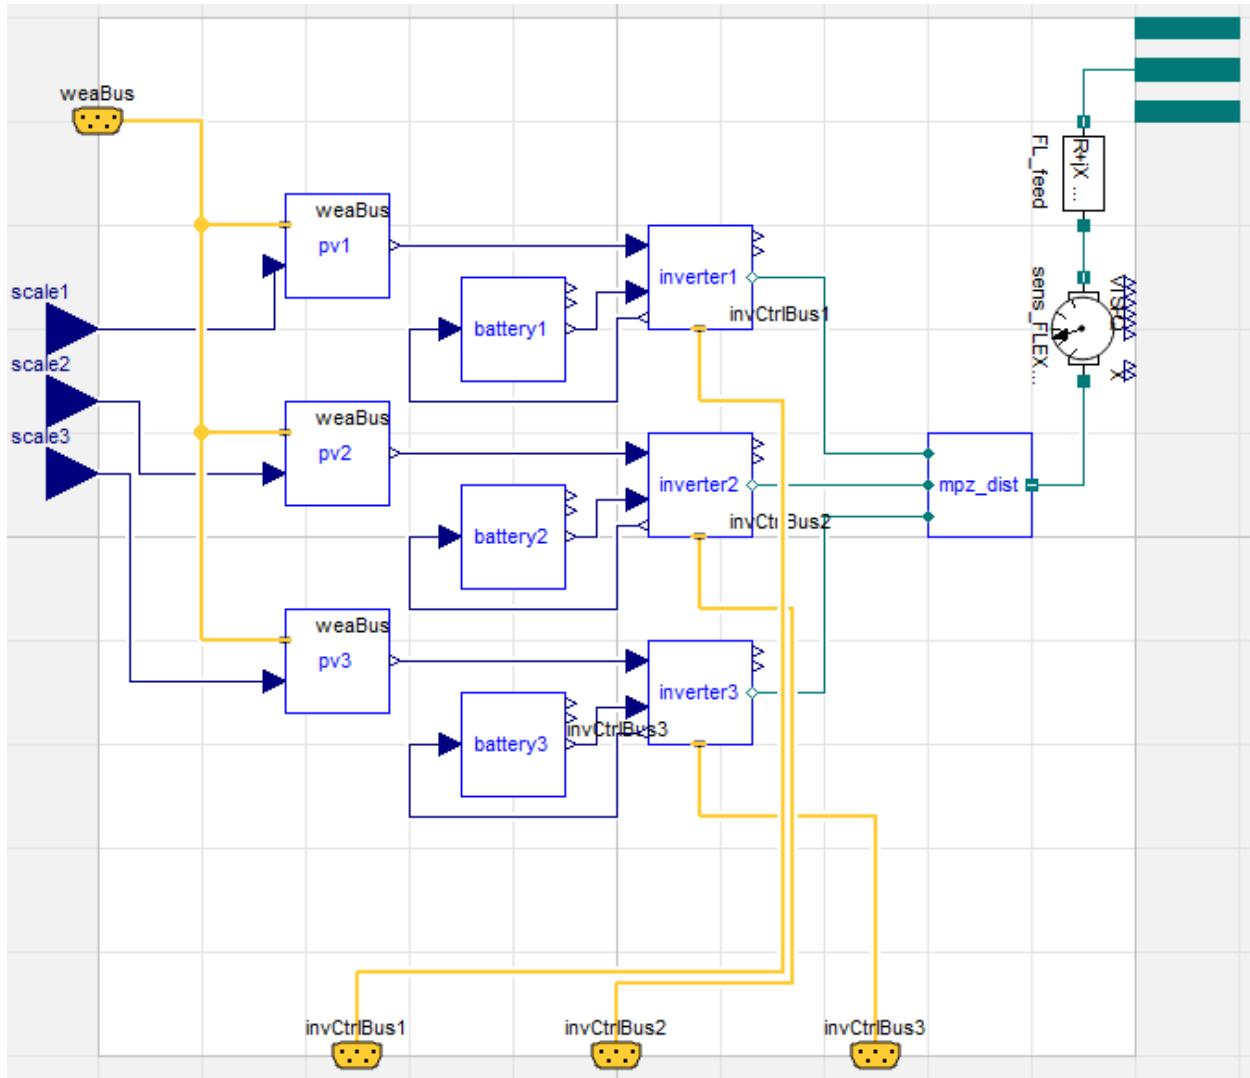 weaBus
R+jX ...
FL_feed
weaBus
pv1
scale1
battery1
inverter1
invCtrlBus1
sens_FLEX...
scale2
weaBus
pv2
scale3
battery2
inverter2
invCtrlBus2
mpz_dist
X
weaBus
pv3
battery3
inverter3
invCtrlBus3
invCtrlBus1
invCtrlBus2
invCtrlBus3